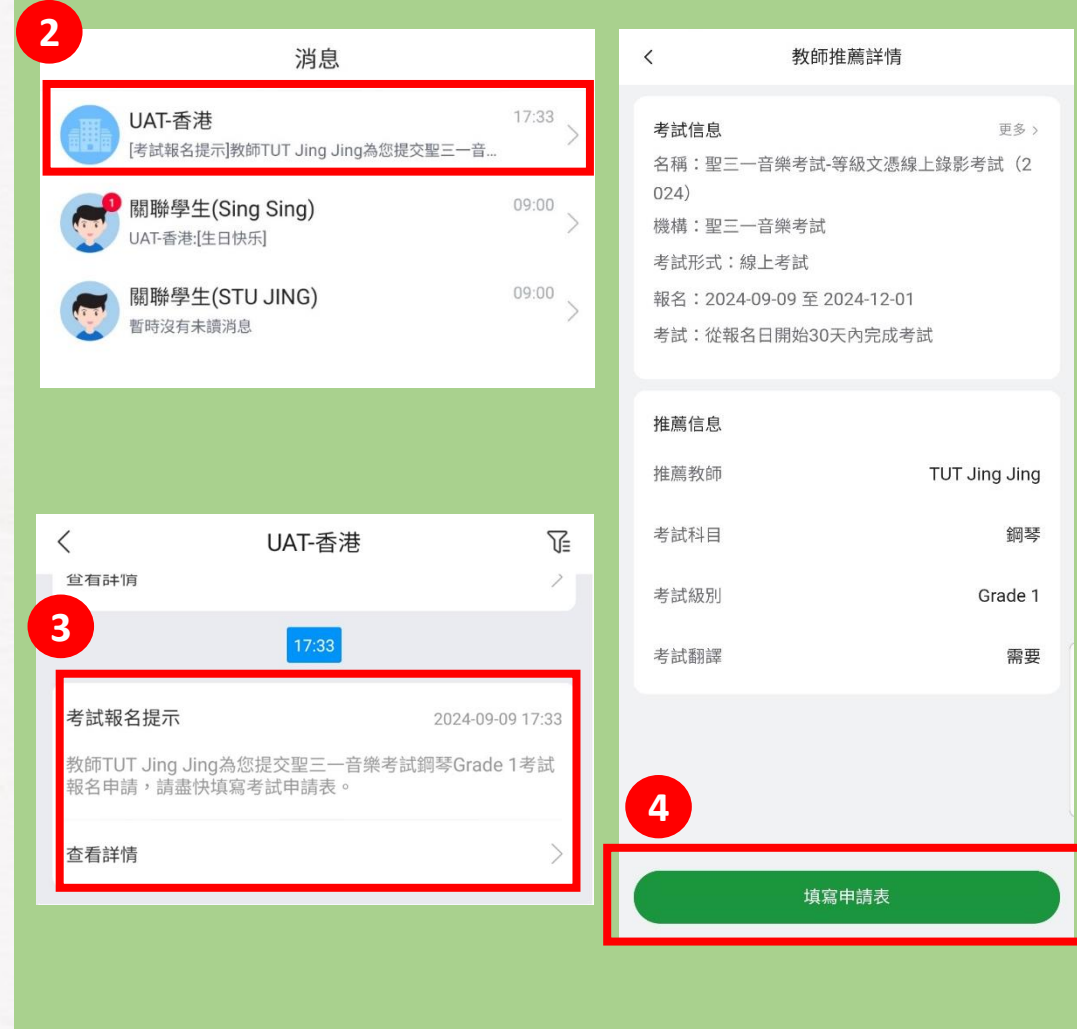 2
消息
UAT-香港
17:33
[考試報名提示]教師TUT Jing Jing為您提交聖三一音...
1
關聯學生(Sing Sing)
09:00
UAT-香港:[生日快乐]
關聯學生(STU JING)
09:00
暫時沒有未讀消息
UAT-香港
查看詳情
3
17:33
考試報名提示
2024-09-09 17:33
教師TUT Jing Jing為您提交聖三一音樂考試鋼琴Grade 1考試
報名申請，請盡快填寫考試申請表。
查看詳情
教師推薦詳情
考試信息
更多
名稱：聖三一音樂考試-等級文憑線上錄影考試（2
024）
機構：聖三一音樂考試
考試形式：線上考試
報名：2024-09-09 至 2024-12-01
考試：從報名日開始30天內完成考試
推薦信息
推薦教師
TUT Jing Jing
考試科目
鋼琴
考試級別
Grade 1
考試翻譯
需要
4
填寫申請表